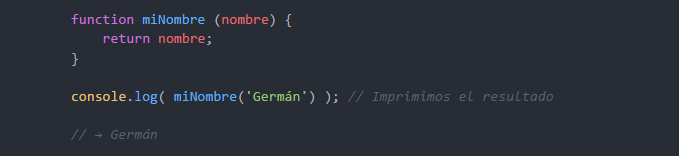 function miNombre (nombre) {
    return nombre;
}
console.log( miNombre('Germán') ); // Imprimimos el resultado
// → Germán